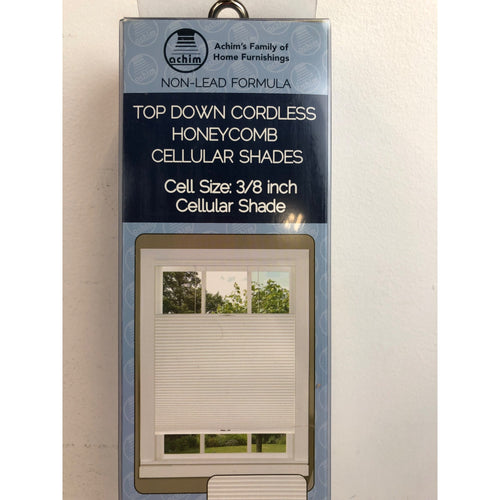 achim
Achim's Family of
Home Furnishings
NON-LEAD FORMULA
TOP DOWN CORDLESS
HONEYCOMB
CELLULAR SHADES
Cell Size: 3/8 inch
Cellular Shade